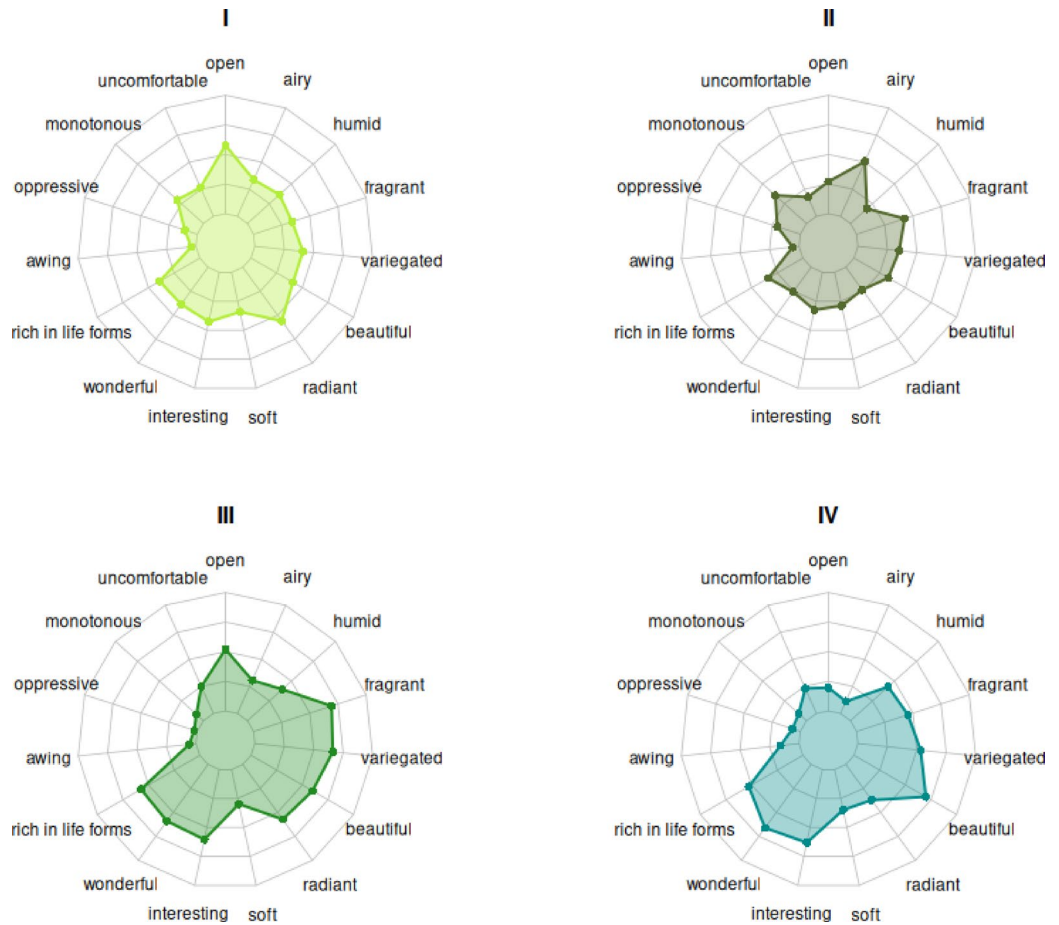 I
open
uncomfortable
airy
monotonous
humid
oppressive
fragrant
awing
variegated
rich in life forms
beautiful
wonderful
radiant
interesting
soft
II
open
uncomfortable
airy
monotonous
humid
oppressive
fragrant
awing
variegated
rich in life forms
beautiful
wonderful
radiant
interesting
soft
III
open
uncomfortable
airy
monotonous
humid
oppressive
fragrant
awing
variegated
rich in life forms
beautiful
wonderful
radiant
interesting
soft
IV
open
uncomfortable
airy
monotonous
humid
oppressive
fragrant
awing
variegated
rich in life forms
beautiful
wonderful
radiant
interesting
soft